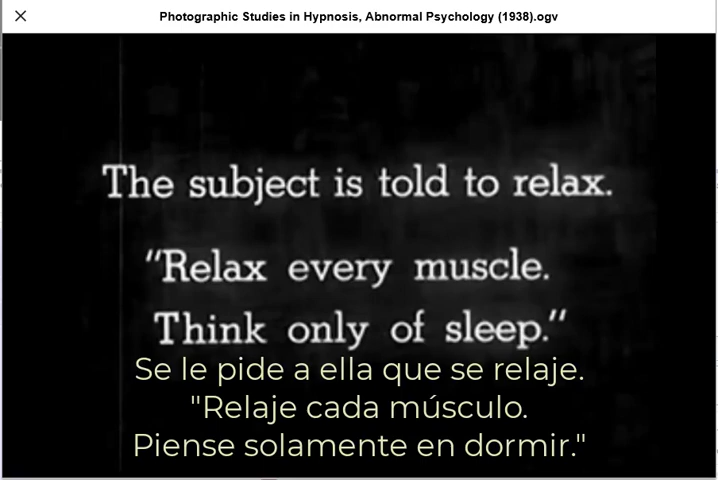 Photographic Studies in Hypnosis, Abnormal Psychology (1938).ogv
The subject is told to relax.
"Relax every muscle.
Think only of sleep."
Se le pide a ella que se relaje.
"Relaje cada músculo.
Piense solamente en dormir."